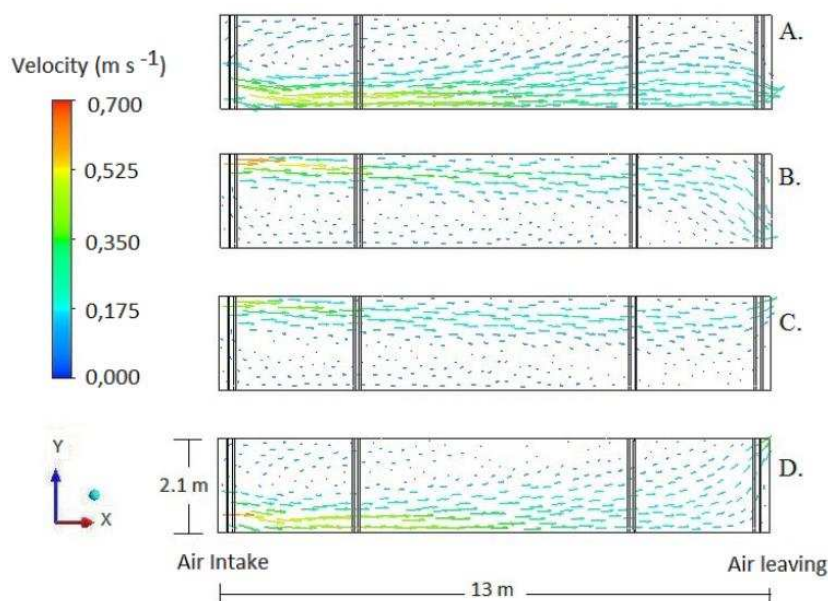 Velocity (m s -1)
0,700
0,525
0,350
0,175
0,000
A.
B.
C.
D.
Y
X
2.1 m
Air Intake
Air leaving
13 m